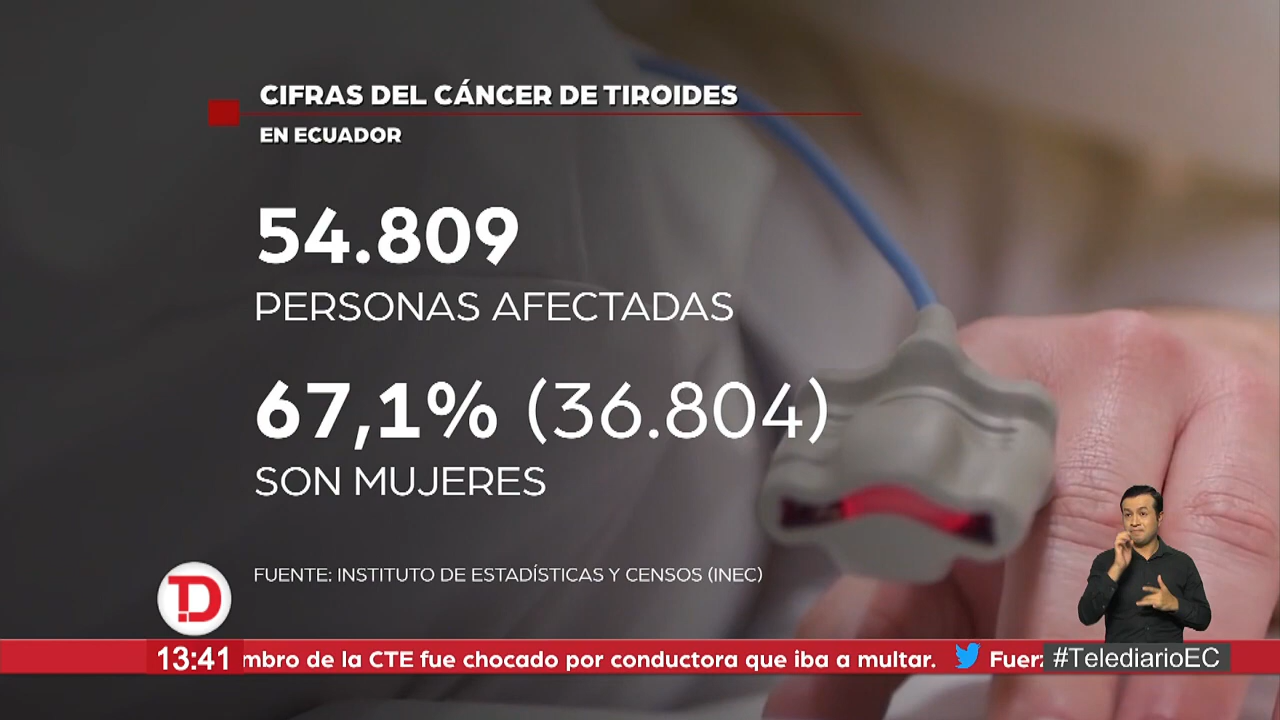 CIFRAS DEL CÁNCER DE TIROIDES
EN ECUADOR
54.809
PERSONAS AFECTADAS
67,1% (36.804)
SON MUJERES
FUENTE: INSTITUTO DE ESTADÍSTICAS Y CENSOS (INEC)
TD
13:41 mbro de la CTE fue chocado por conductora que iba a multar. Fuerz #TelediarioEC